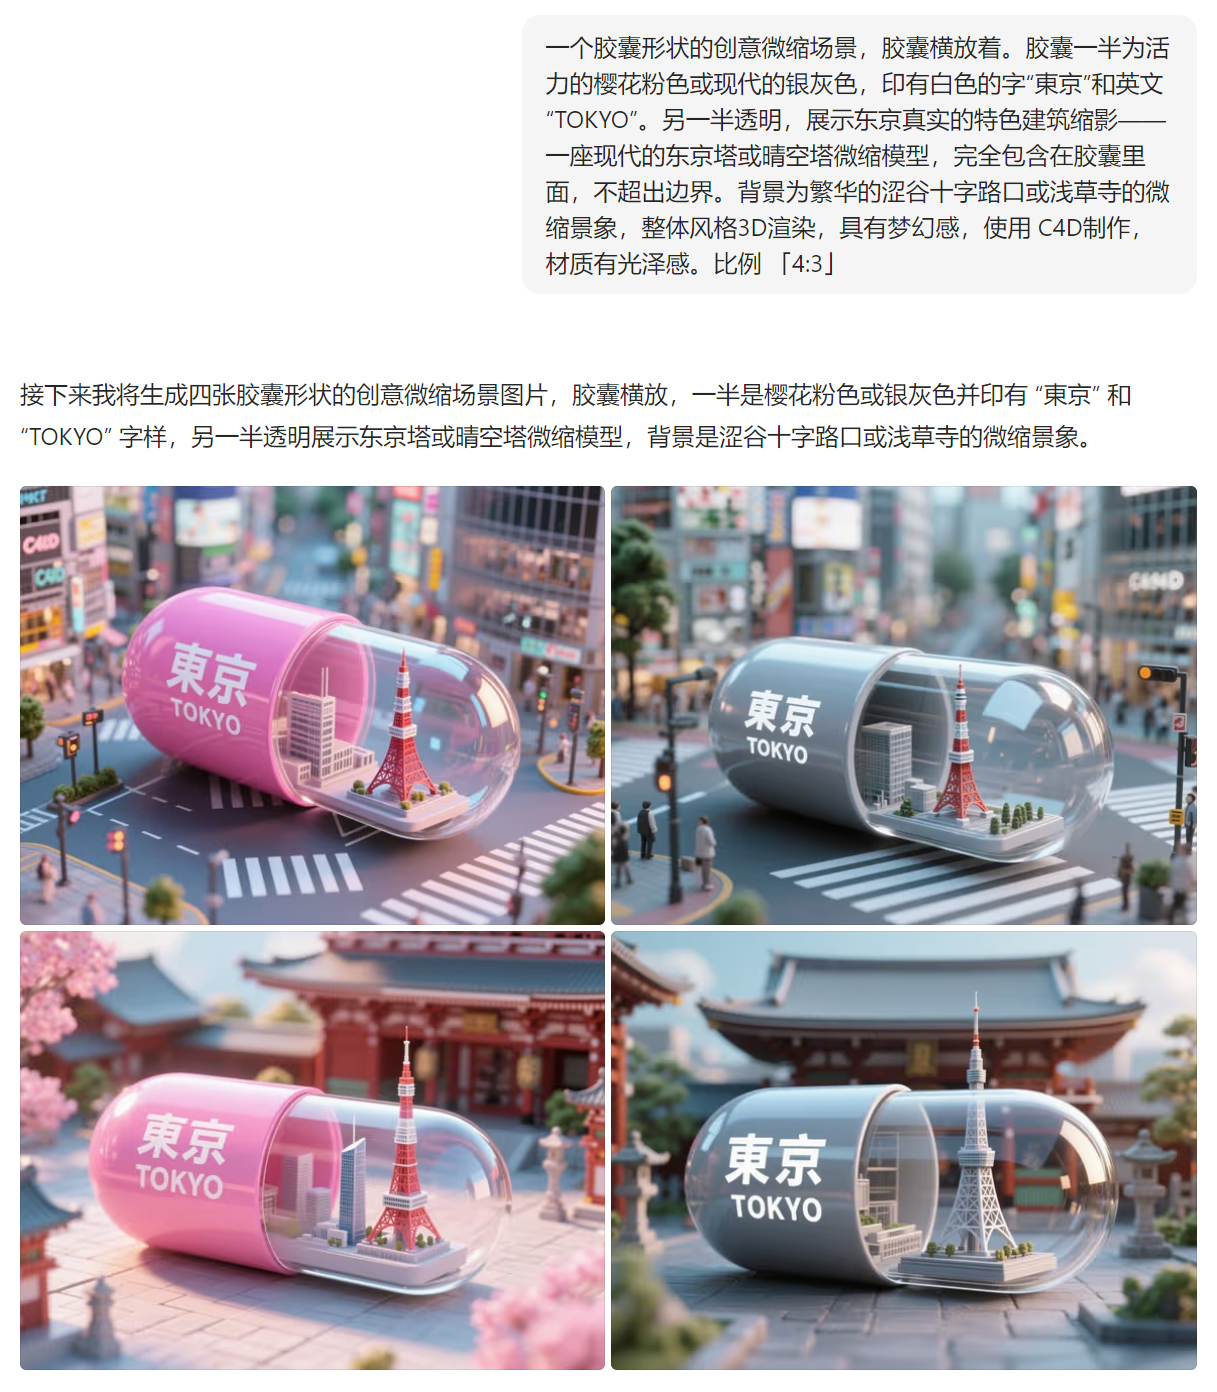 一个胶囊形状的创意微缩场景，胶囊横放着。胶囊一半为活
力的樱花粉色或现代的银灰色，印有白色的字“東京”和英文
“TOKYO”。另一半透明，展示东京真实的特色建筑缩影——
一座现代的东京塔或晴空塔微缩模型，完全包含在胶囊里
面，不超出边界。背景为繁华的涩谷十字路口或浅草寺的微
缩景象，整体风格3D渲染，具有梦幻感，使用 C4D制作，
材质有光泽感。比例 「4:3」
接下来我将生成四张胶囊形状的创意微缩场景图片，胶囊横放，一半是樱花粉色或银灰色并印有 “東京” 和
“TOKYO” 字样，另一半透明展示东京塔或晴空塔微缩模型，背景是涩谷十字路口或浅草寺的微缩景象。
東京
TOKYO
東京
TOKYO
東京
TOKYO
東京
TOKYO